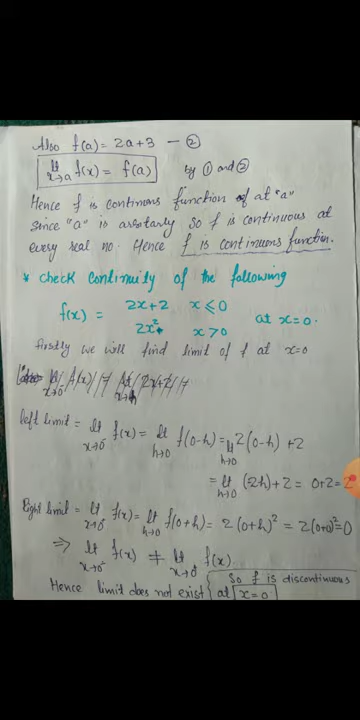 Also f(a) = 2a+3 — ②
lt x→a f(x) = f(a) by ① and ②
Hence f is continous function of at "a"
since "a" is arbitary so f is continuous at
every real no. Hence f is continuous function.
* Check continuity of the following
f(x) = 2x+2 x ≤ 0
2x² x > 0 at x=0.
firstly we will find limit of f at x=0
left limit = lt x→0⁻ f(x) = lt h→0 f(0-h) = lt h→0 2(0-h) +2
= lt h→0 (2h)+2 = 0+2 = 2
Right limit = lt x→0⁺ f(x) = lt h→0 f(0+h) = 2(0+h)² = 2(0+0)² = 0
⇒ lt x→0⁻ f(x) ≠ lt x→0⁺ f(x)
Hence limit does not exist
So f is discontinuous
at x=0